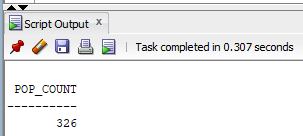 Script Output x
Task completed in 0.307 seconds
POP_COUNT
----------
326